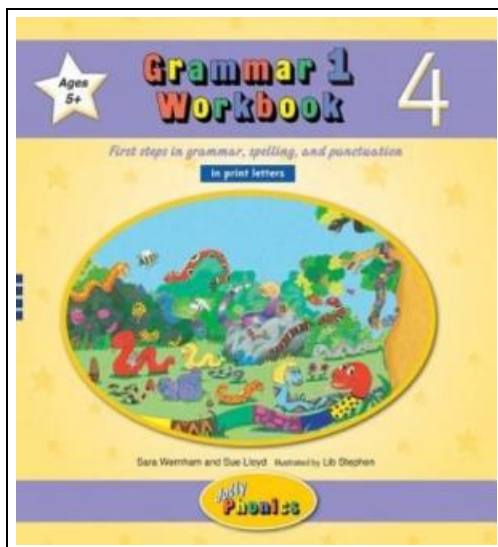 Ages
5+
Grammar 1
Workbook
4
First steps in grammar, spelling, and punctuation
in print letters
Sara Wernham and Sue Lloyd Illustrated by Lib Stephen
Jolly
Phonics